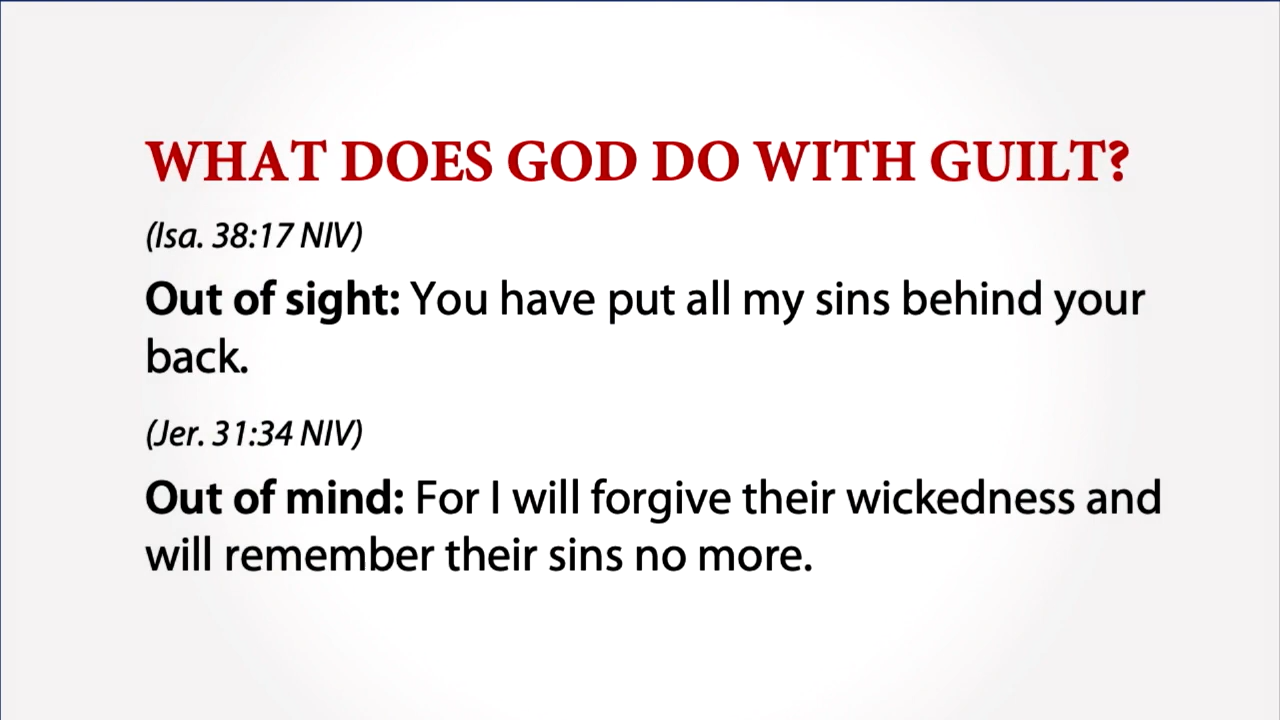 WHAT DOES GOD DO WITH GUILT?
(Isa. 38:17 NIV)
Out of sight: You have put all my sins behind your
back.
(Jer. 31:34 NIV)
Out of mind: For I will forgive their wickedness and
will remember their sins no more.